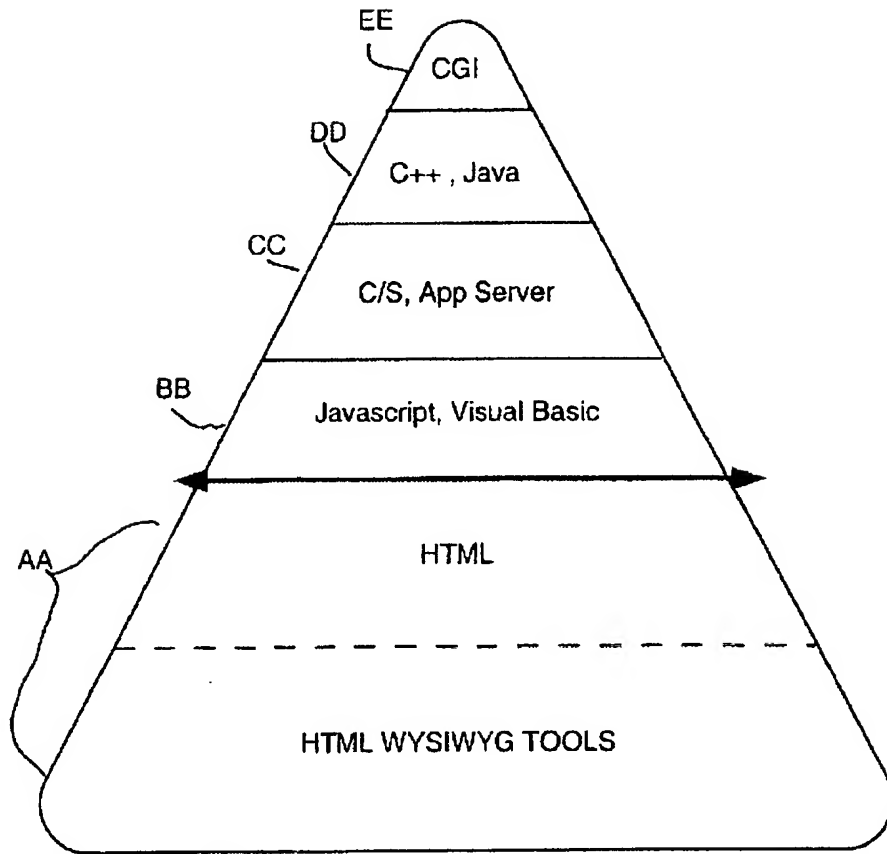 EE
CGI
DD
C++ , Java
CC
C/S, App Server
BB
Javascript, Visual Basic
AA
HTML
HTML WYSIWYG TOOLS